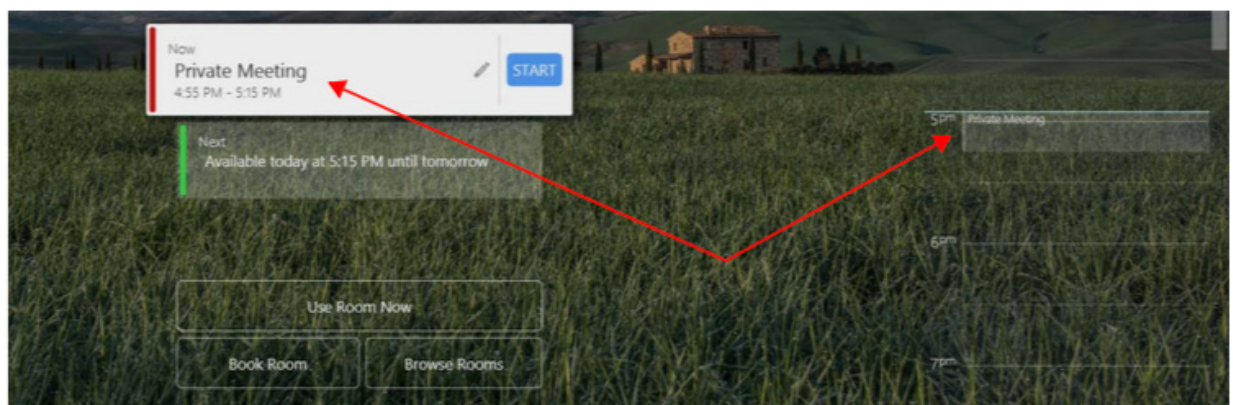 Now
Private Meeting
4:55 PM - 5:15 PM
START
Next
Available today at 5:15 PM until tomorrow
Use Room Now
Book Room
Browse Rooms
5pm
Private Meeting
6pm
7pm